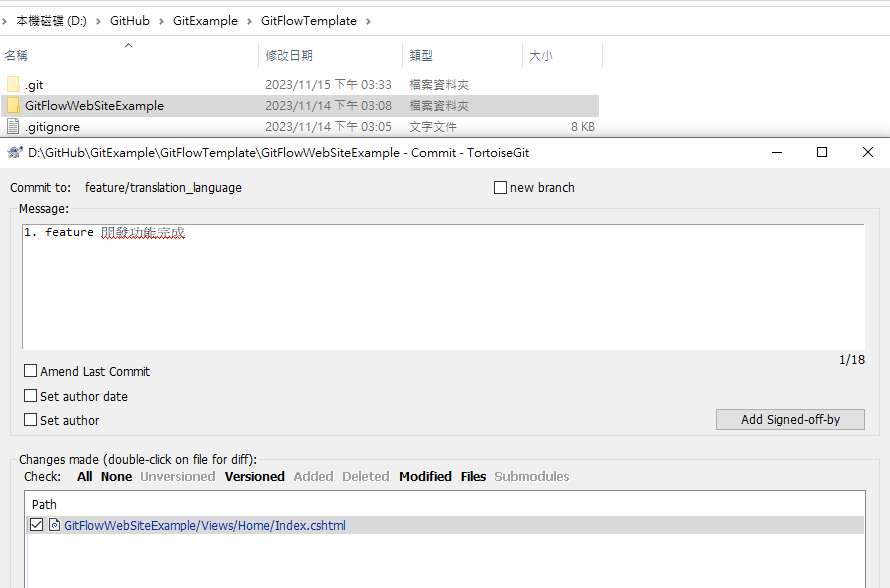 本機磁碟 (D:) > GitHub > GitExample > GitFlowTemplate >
名稱 修改日期 類型 大小
.git 2023/11/15 下午 03:33 檔案資料夾
GitFlowWebSiteExample 2023/11/14 下午 03:08 檔案資料夾
.gitignore 2023/11/14 下午 03:05 文字文件 8 KB
D:\GitHub\GitExample\GitFlowTemplate\GitFlowWebSiteExample - Commit - TortoiseGit
Commit to: feature/translation_language new branch
Message:
1. feature 開發功能完成
1/18
Amend Last Commit
Set author date
Set author Add Signed-off-by
Changes made (double-click on file for diff):
Check: All None Unversioned Versioned Added Deleted Modified Files Submodules
Path
GitFlowWebSiteExample/Views/Home/Index.cshtml